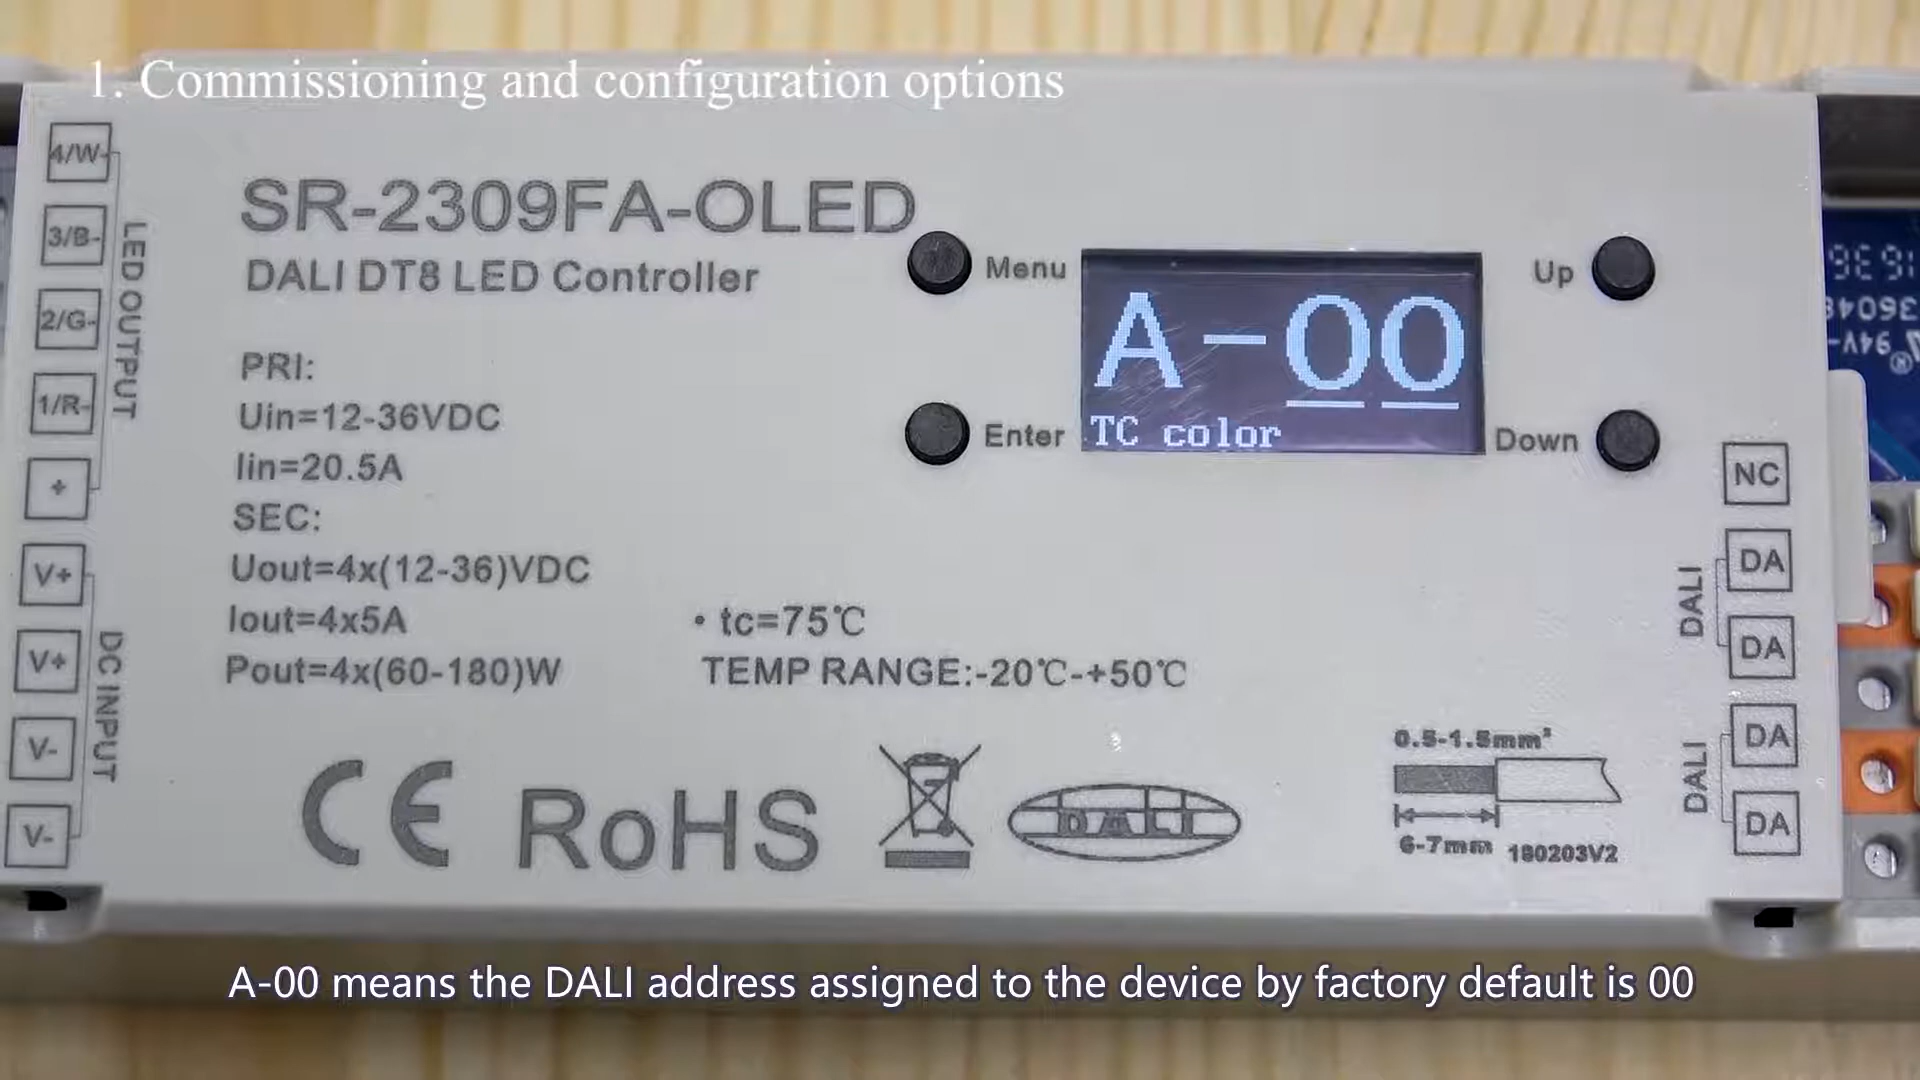 1. Commissioning and configuration options
4/W-
3/B-
2/G-
1/R-
+
LED OUTPUT
V+
V+
V-
V-
DC INPUT
SR-2309FA-OLED
DALI DT8 LED Controller
PRI:
Uin=12-36VDC
Iin=20.5A
SEC:
Uout=4x(12-36)VDC
Iout=4x5A
Pout=4x(60-180)W
• tc=75℃
TEMP RANGE:-20℃-+50℃
Menu
Enter
A-00
TC color
Up
Down
NC
DA
DA
DALI
DA
DA
DALI
CE RoHS
DALI
0.5-1.5mm²
6-7mm 180203V2
A-00 means the DALI address assigned to the device by factory default is 00